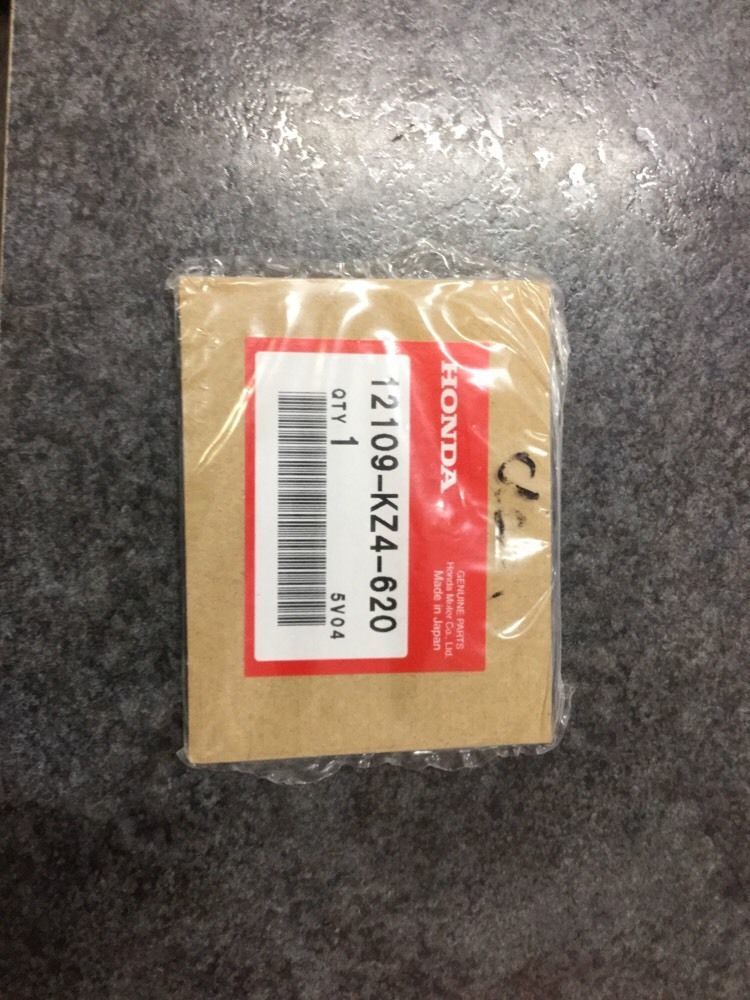 HONDA
GENUINE PARTS
Honda Motor Co., Ltd.
Made in Japan
12109-KZ4-620
QTY 1
5V04